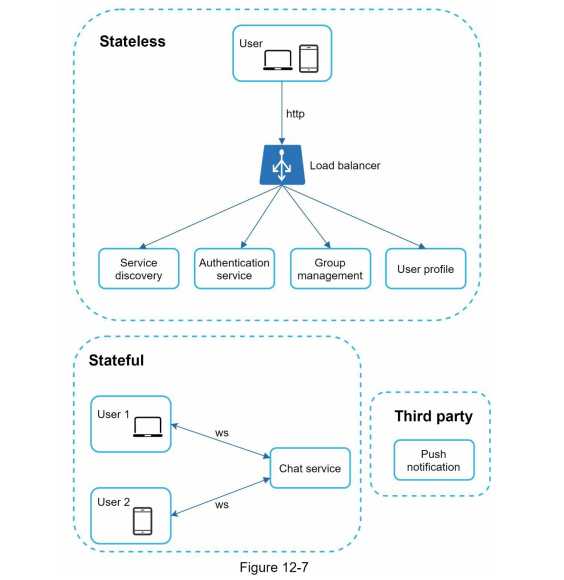 Stateless
User
http
Load balancer
Service
discovery
Authentication
service
Group
management
User profile
Stateful
User 1
ws
Chat service
User 2
ws
Third party
Push
notification
Figure 12-7